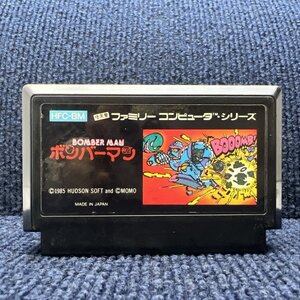 HFC-BM
ファミリー コンピュータ™ シリーズ
BOMBER MAN
ボンバーマン
BOOOMB!
©1985 HUDSON SOFT and ©MOMO
MADE IN JAPAN